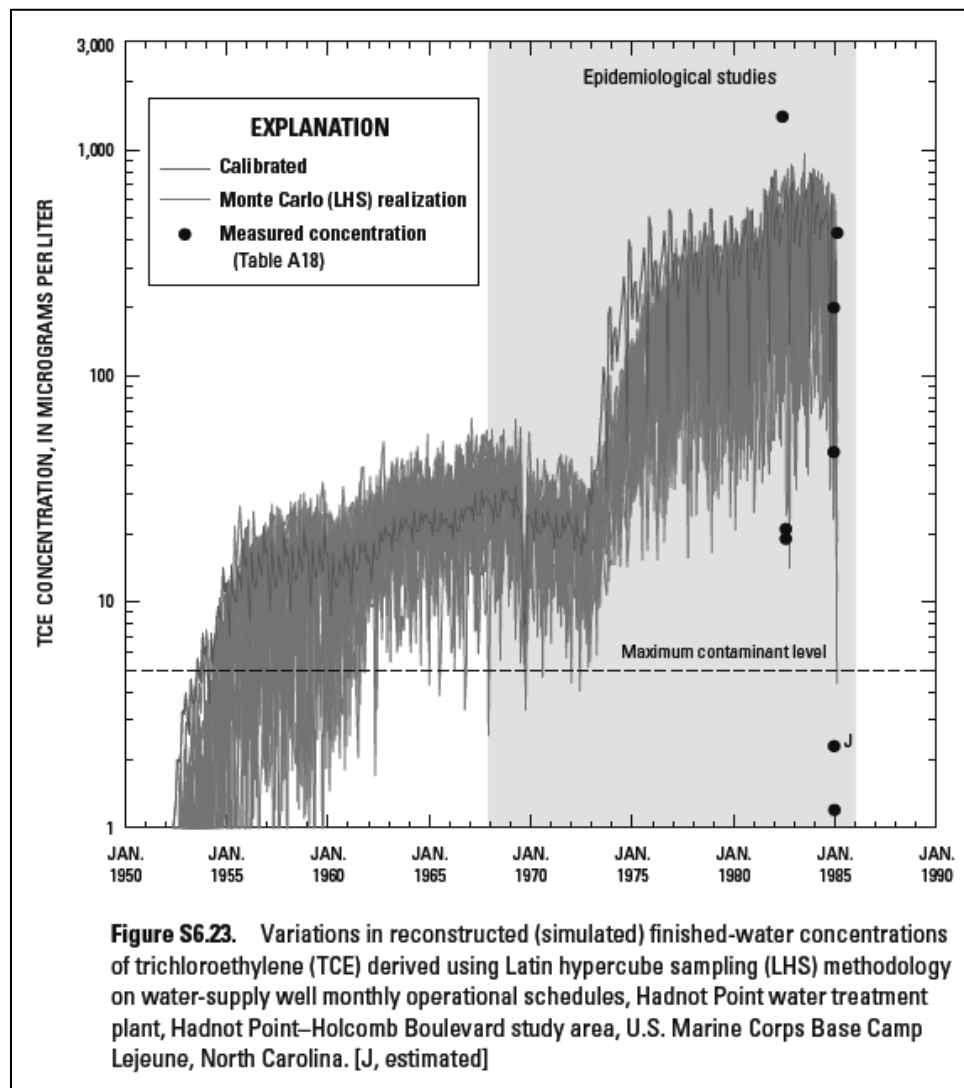 3,000
Epidemiological studies
EXPLANATION
1,000
Calibrated
Monte Carlo (LHS) realization
Measured concentration
(Table A18)
TCE CONCENTRATION, IN MICROGRAMS PER LITER
100
10
Maximum contaminant level
J
1
JAN. JAN. JAN. JAN. JAN. JAN. JAN. JAN. JAN.
1950 1955 1960 1965 1970 1975 1980 1985 1990
Figure S6.23. Variations in reconstructed (simulated) finished-water concentrations
of trichloroethylene (TCE) derived using Latin hypercube sampling (LHS) methodology
on water-supply well monthly operational schedules, Hadnot Point water treatment
plant, Hadnot Point–Holcomb Boulevard study area, U.S. Marine Corps Base Camp
Lejeune, North Carolina. [J, estimated]